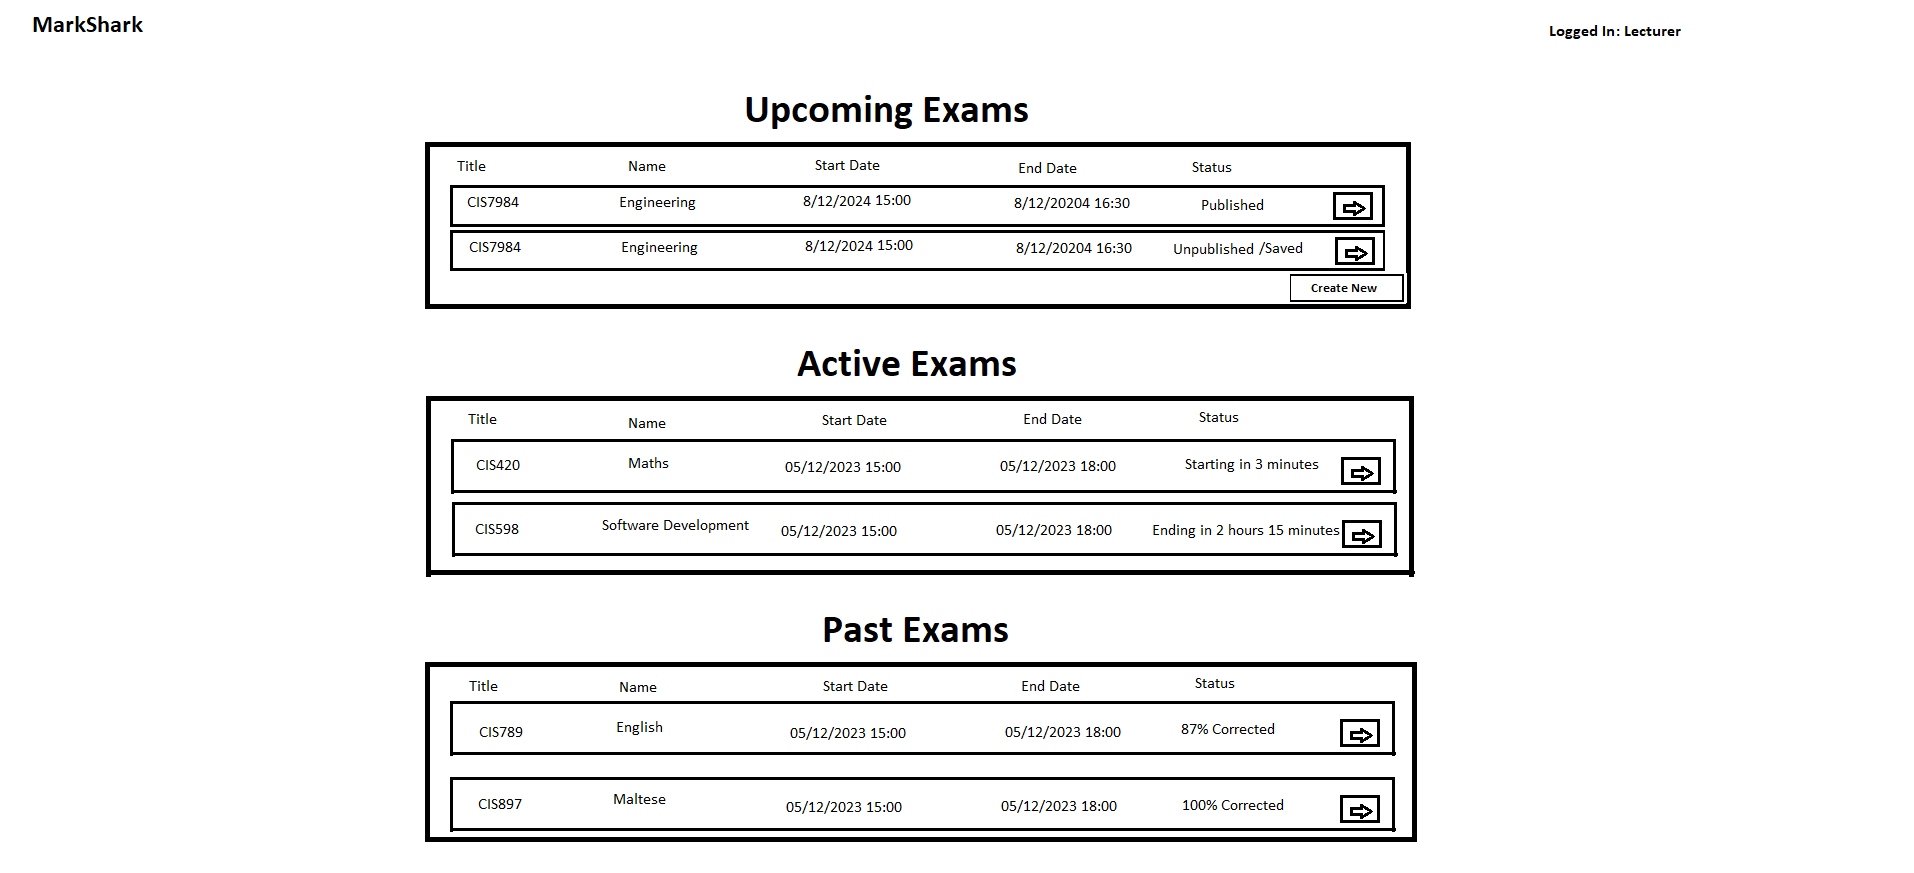 MarkShark
Logged In: Lecturer
Upcoming Exams
Title Name Start Date End Date Status
CIS7984 Engineering 8/12/2024 15:00 8/12/20204 16:30 Published
CIS7984 Engineering 8/12/2024 15:00 8/12/20204 16:30 Unpublished /Saved
Create New
Active Exams
Title Name Start Date End Date Status
CIS420 Maths 05/12/2023 15:00 05/12/2023 18:00 Starting in 3 minutes
CIS598 Software Development 05/12/2023 15:00 05/12/2023 18:00 Ending in 2 hours 15 minutes
Past Exams
Title Name Start Date End Date Status
CIS789 English 05/12/2023 15:00 05/12/2023 18:00 87% Corrected
CIS897 Maltese 05/12/2023 15:00 05/12/2023 18:00 100% Corrected